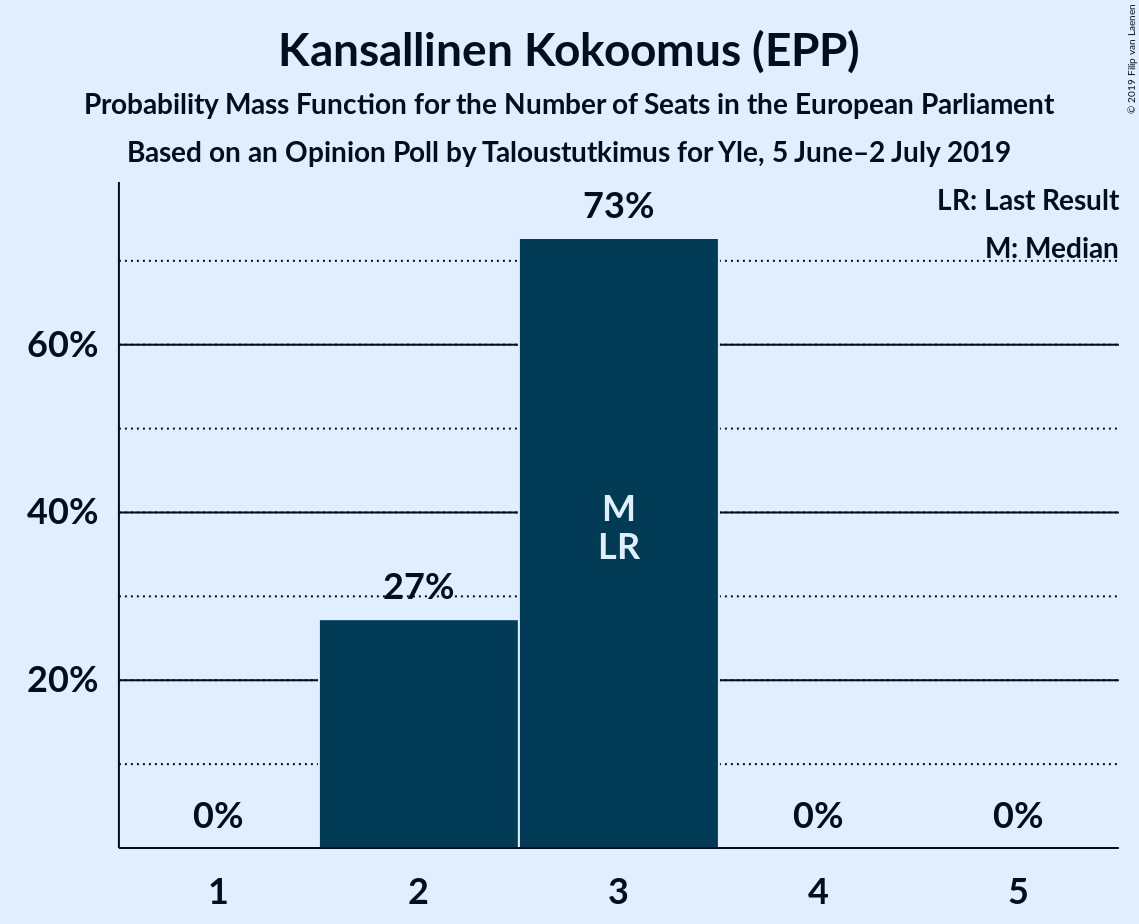 Kansallinen Kokoomus (EPP)
Probability Mass Function for the Number of Seats in the European Parliament
Based on an Opinion Poll by Taloustutkimus for Yle, 5 June–2 July 2019
© 2019 Filip van Laenen
LR: Last Result
M: Median
73%
60%
40%
20%
27%
M
LR
0%
0%
0%
1
2
3
4
5